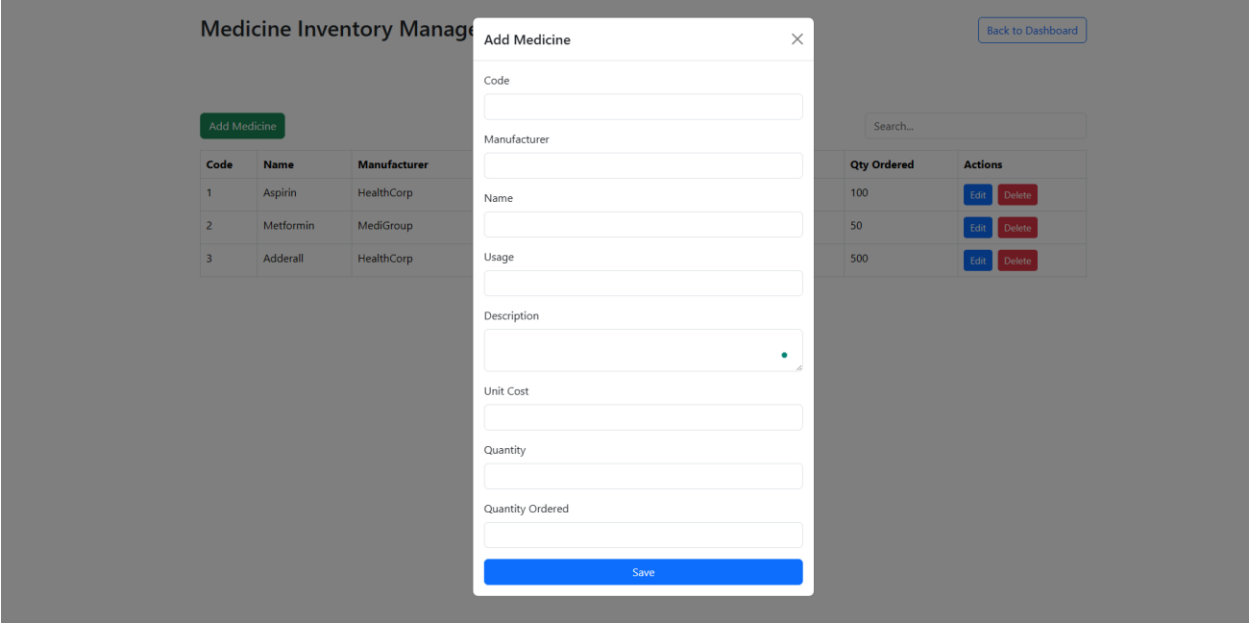 Medicine Inventory Manage
Back to Dashboard
Add Medicine
Search...
Code Name Manufacturer Qty Ordered Actions
1 Aspirin HealthCorp 100 Edit Delete
2 Metformin MediGroup 50 Edit Delete
3 Adderall HealthCorp 500 Edit Delete
Add Medicine
Code
Manufacturer
Name
Usage
Description
Unit Cost
Quantity
Quantity Ordered
Save